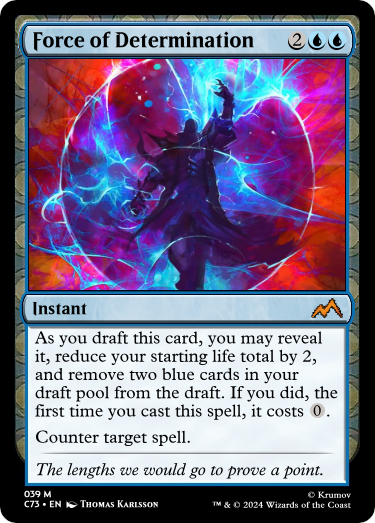 Force of Determination 2
Instant
As you draft this card, you may reveal
it, reduce your starting life total by 2,
and remove two blue cards in your
draft pool from the draft. If you did, the
first time you cast this spell, it costs 0.
Counter target spell.
The lengths we would go to prove a point.
039 M
© Krumov
C73 • EN Thomas Karlsson
™ & © 2024 Wizards of the Coast